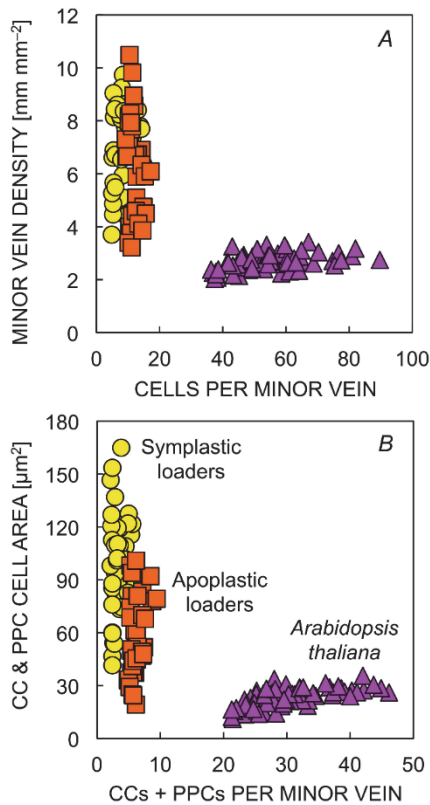 A
MINOR VEIN DENSITY [mm mm⁻²]
12
10
8
6
4
2
0
0 20 40 60 80 100
CELLS PER MINOR VEIN
B
CC & PPC CELL AREA [µm²]
180
150
120
90
60
30
0
Symplastic
loaders
Apoplastic
loaders
Arabidopsis
thaliana
0 10 20 30 40 50
CCs + PPCs PER MINOR VEIN